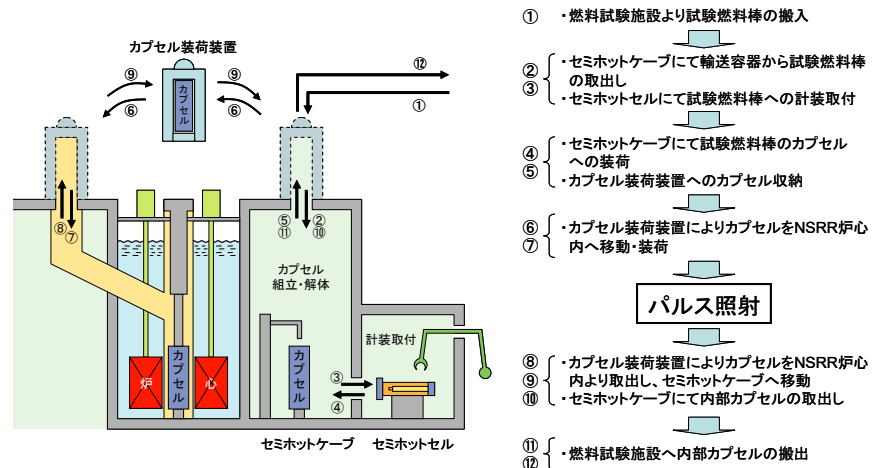 カプセル装荷装置
⑨
⑨
カプセル
⑥
⑥
⑫
①
⑧
⑦
⑤
⑪
②
⑩
カプセル
組立・解体
計装取付
炉
カプセル
心
カプセル
③
④
セミホットケーブ
セミホットセル
① ・燃料試験施設より試験燃料棒の搬入
② ・セミホットケーブにて輸送容器から試験燃料棒
の取出し
③ ・セミホットセルにて試験燃料棒への計装取付
④ ・セミホットケーブにて試験燃料棒のカプセル
への装荷
⑤ ・カプセル装荷装置へのカプセル収納
⑥ ・カプセル装荷装置によりカプセルをNSRR炉心
⑦ 内へ移動・装荷
パルス照射
⑧ ・カプセル装荷装置によりカプセルをNSRR炉心
⑨ 内より取出し、セミホットケーブへ移動
⑩ ・セミホットケーブにて内部カプセルの取出し
⑪ ・燃料試験施設へ内部カプセルの搬出
⑫